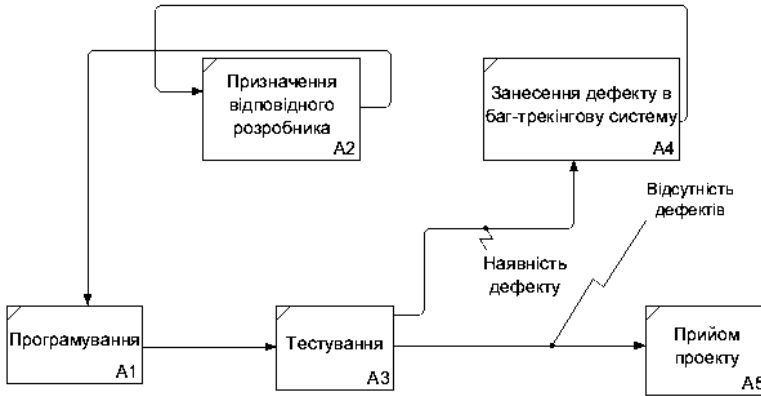 Призначення
відповідного
розробника
A2
Занесення дефекту в
баг-трекінгову систему
A4
Відсутність
дефектів
Наявність
дефекту
Програмування
A1
Тестування
A3
Прийом
проекту
A5